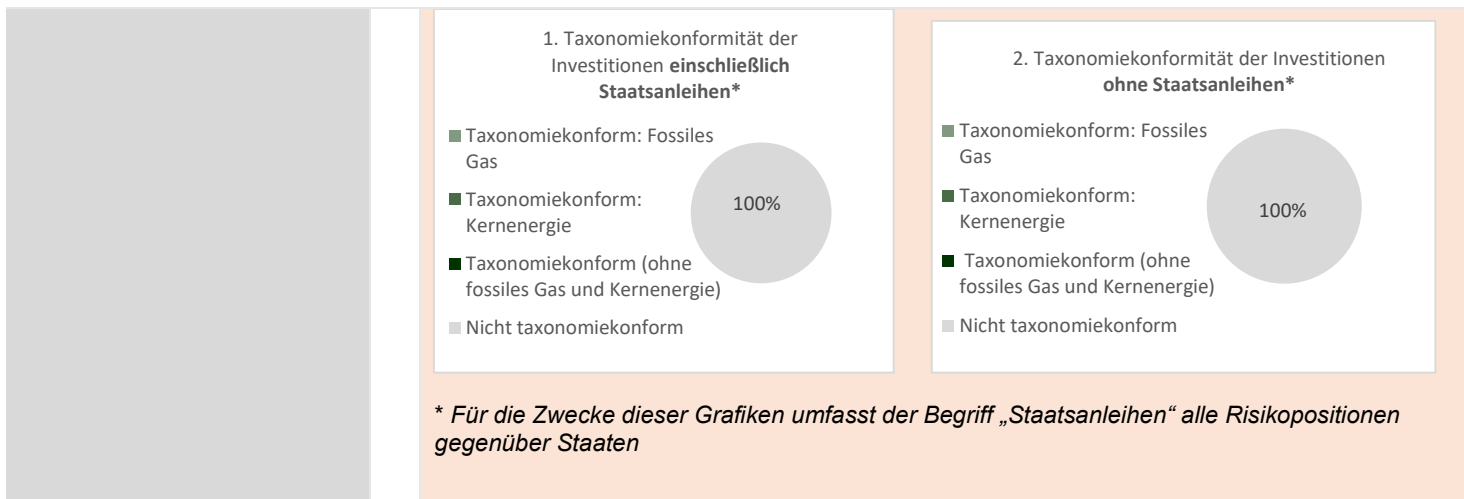 1. Taxonomiekonformität der
Investitionen einschließlich
Staatsanleihen*
Taxonomiekonform: Fossiles
Gas
Taxonomiekonform:
Kernenergie
Taxonomiekonform (ohne
fossiles Gas und Kernenergie)
Nicht taxonomiekonform
100%
2. Taxonomiekonformität der Investitionen
ohne Staatsanleihen*
Taxonomiekonform: Fossiles
Gas
Taxonomiekonform:
Kernenergie
Taxonomiekonform (ohne
fossiles Gas und Kernenergie)
Nicht taxonomiekonform
100%
* Für die Zwecke dieser Grafiken umfasst der Begriff „Staatsanleihen“ alle Risikopositionen
gegenüber Staaten